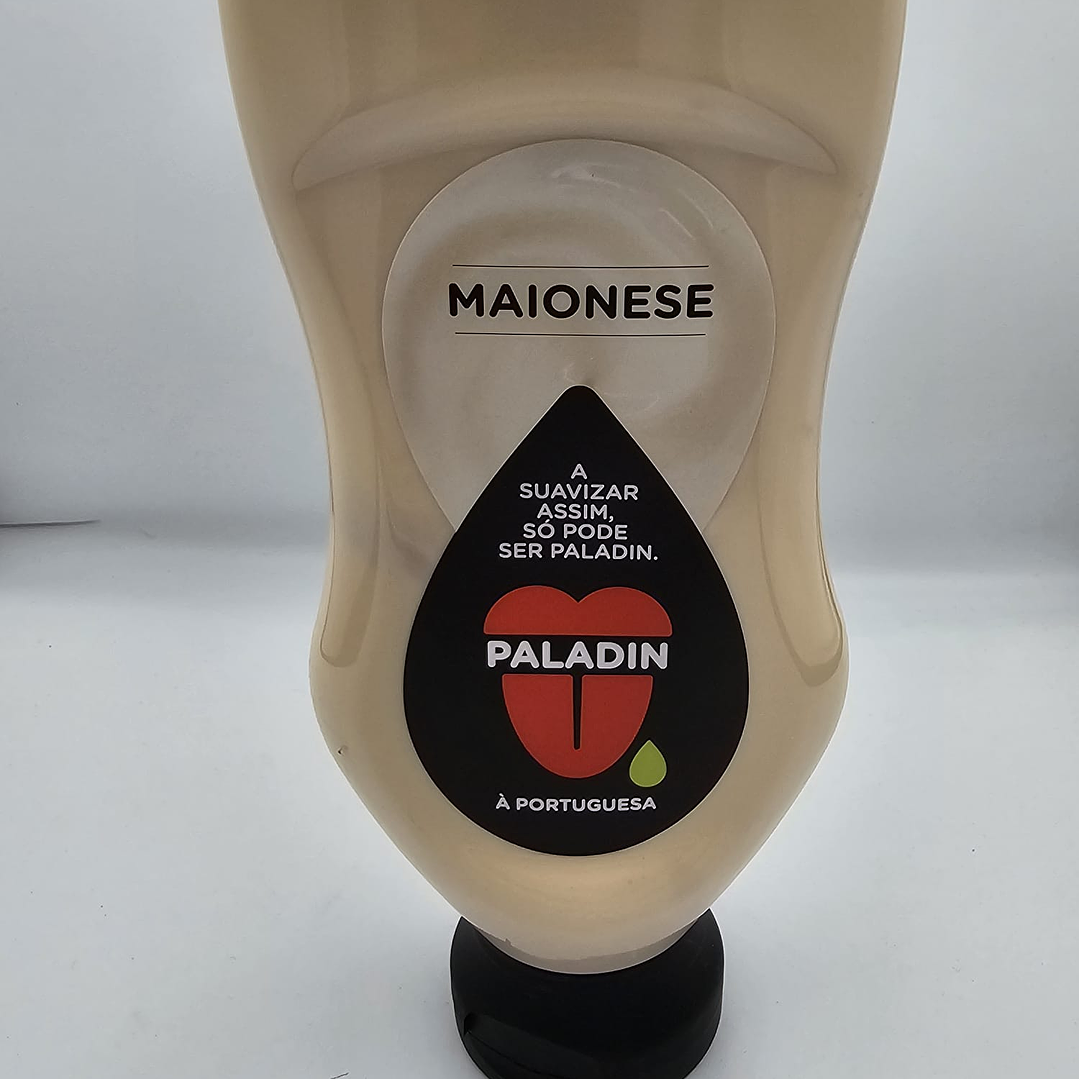 MAIONESE
A
SUAVIZAR
ASSIM,
SÓ PODE
SER PALADIN.
PALADIN
À PORTUGUESA